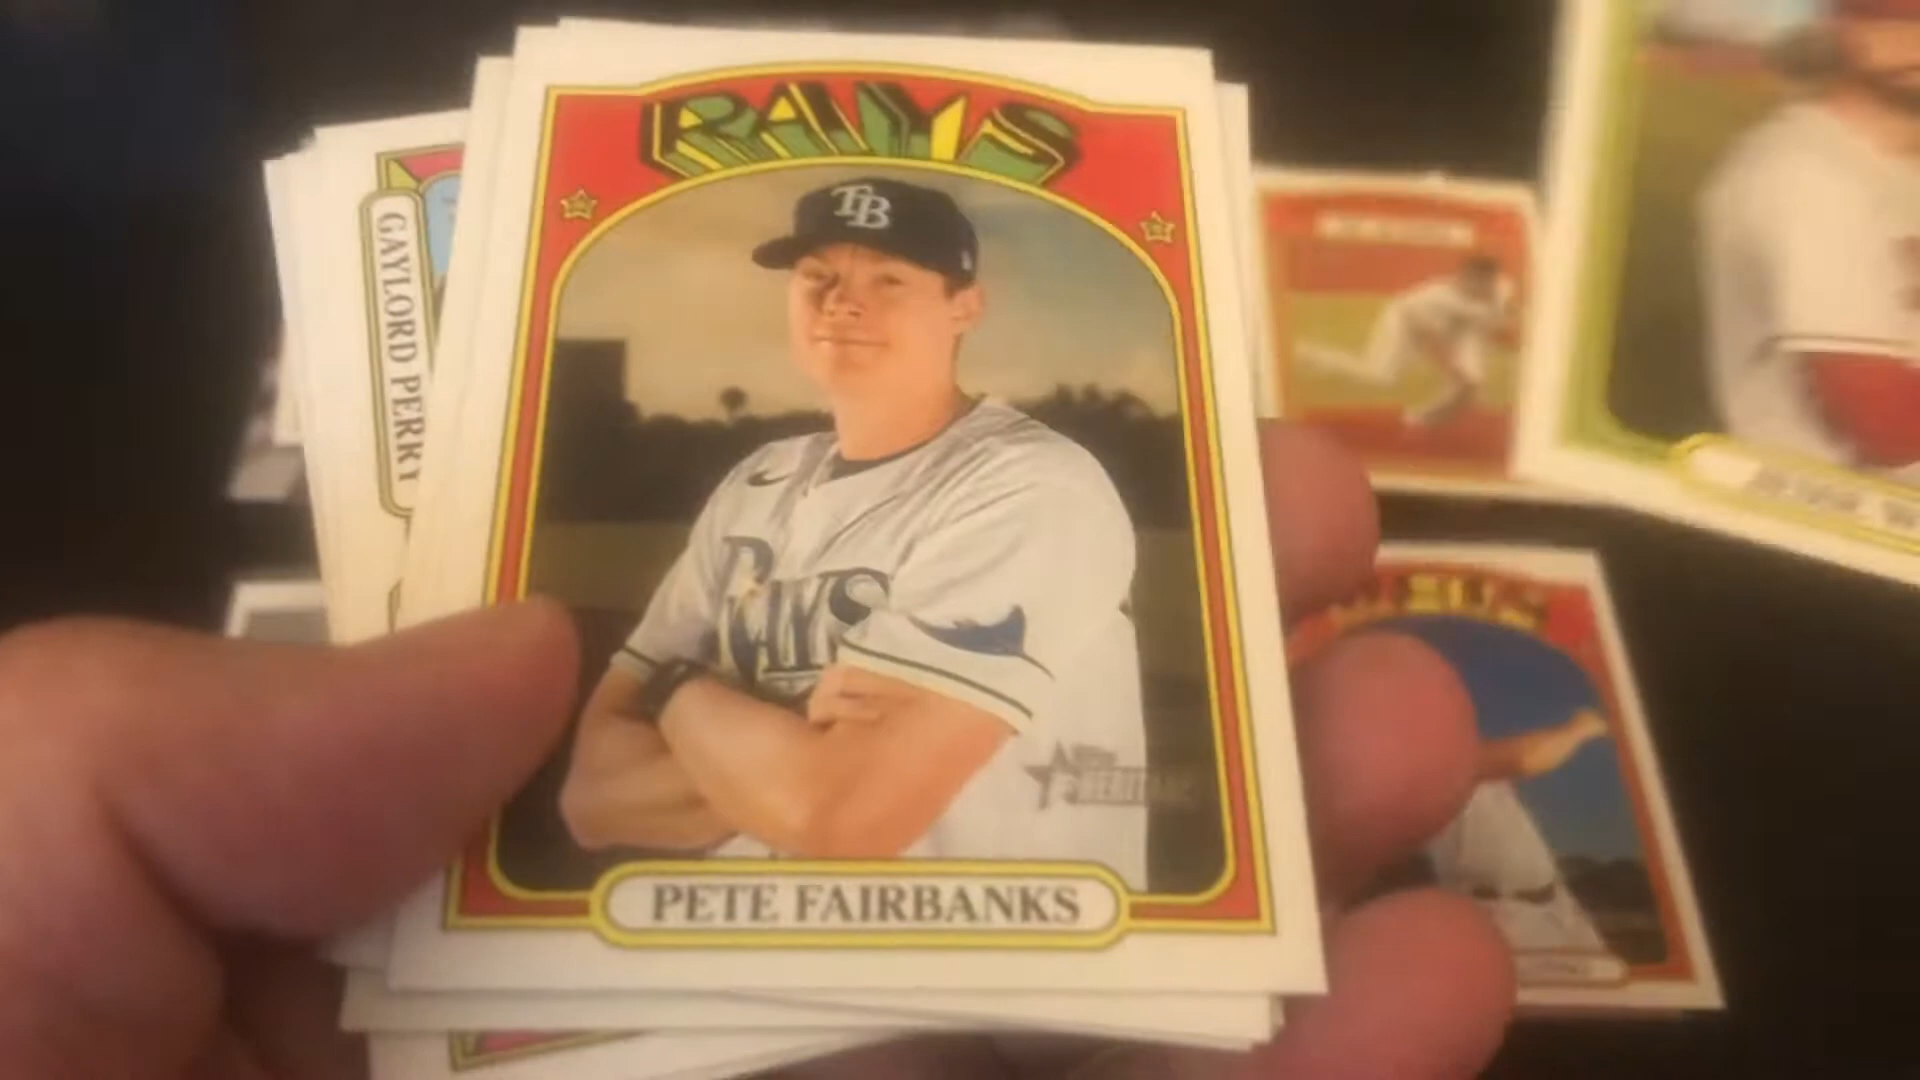 RAYS
TB
GAYLORD PERRY
RAYS
Topps
HERITAGE
PETE FAIRBANKS